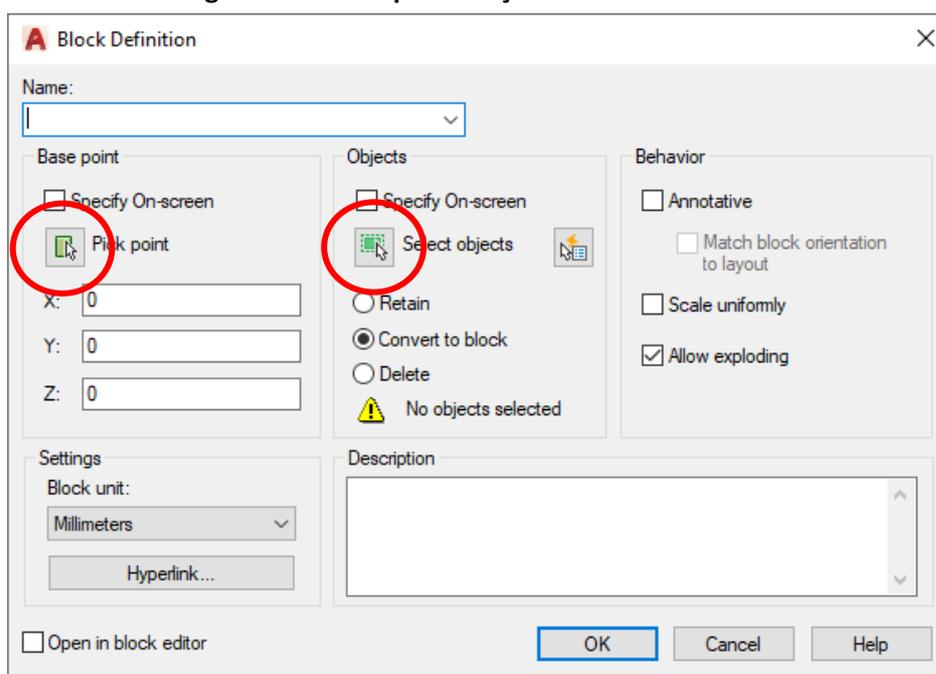 Block Definition
Name:
Base point
Specify On-screen
Pick point
X: 0
Y: 0
Z: 0
Objects
Specify On-screen
Select objects
Retain
Convert to block
Delete
No objects selected
Behavior
Annotative
Match block orientation
to layout
Scale uniformly
Allow exploding
Settings
Block unit:
Millimeters
Hyperlink...
Description
Open in block editor
OK
Cancel
Help